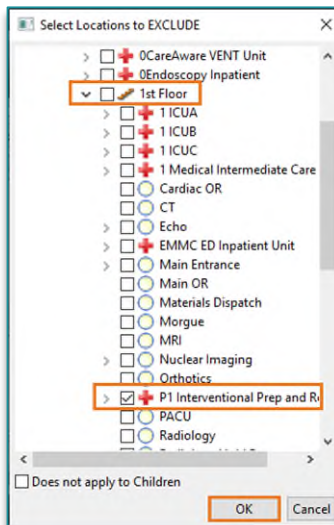 Select Locations to EXCLUDE
0CareAware VENT Unit
0Endoscopy Inpatient
1st Floor
1 ICUA
1 ICUB
1 ICUC
1 Medical Intermediate Care
Cardiac OR
CT
Echo
EMMC ED Inpatient Unit
Main Entrance
Main OR
Materials Dispatch
Morgue
MRI
Nuclear Imaging
Orthotics
P1 Interventional Prep and
PACU
Radiology
Does not apply to Children
OK Cancel